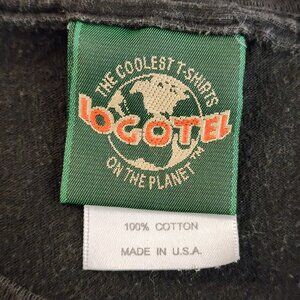 THE COOLEST T-SHIRTS
LOGOTEL
ON THE PLANET™
100% COTTON
MADE IN U.S.A.